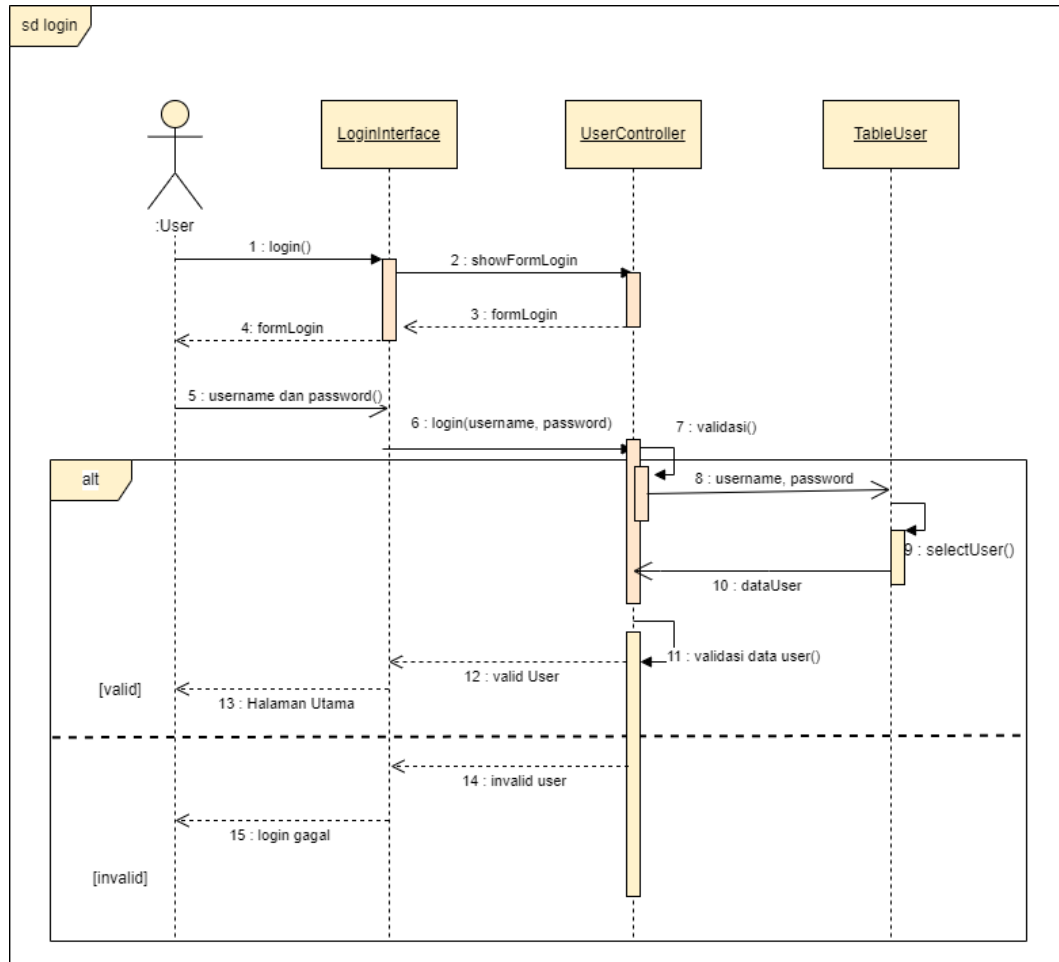 sd login
LoginInterface
UserController
TableUser
:User
1 : login()
2 : showFormLogin
3 : formLogin
4: formLogin
5 : username dan password()
6 : login(username, password)
7 : validasi()
alt
8 : username, password
9 : selectUser()
10 : dataUser
11 : validasi data user()
12 : valid User
[valid]
13 : Halaman Utama
14 : invalid user
15 : login gagal
[invalid]